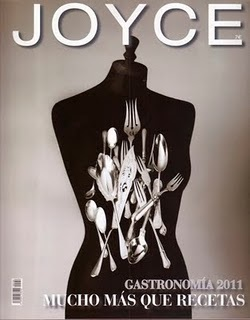 JOYCE
GASTRONOMÍA 2011
MUCHO MÁS QUE RECETAS